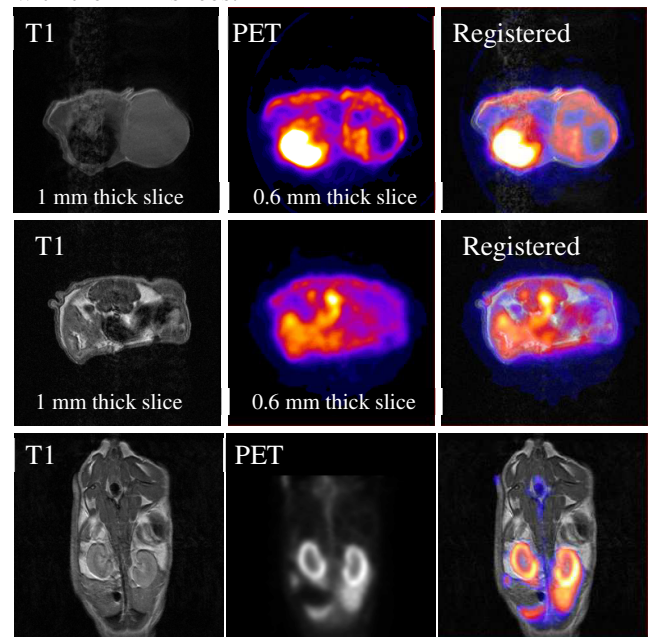 T1 PET Registered
1 mm thick slice 0.6 mm thick slice
T1 Registered
1 mm thick slice 0.6 mm thick slice
T1 PET